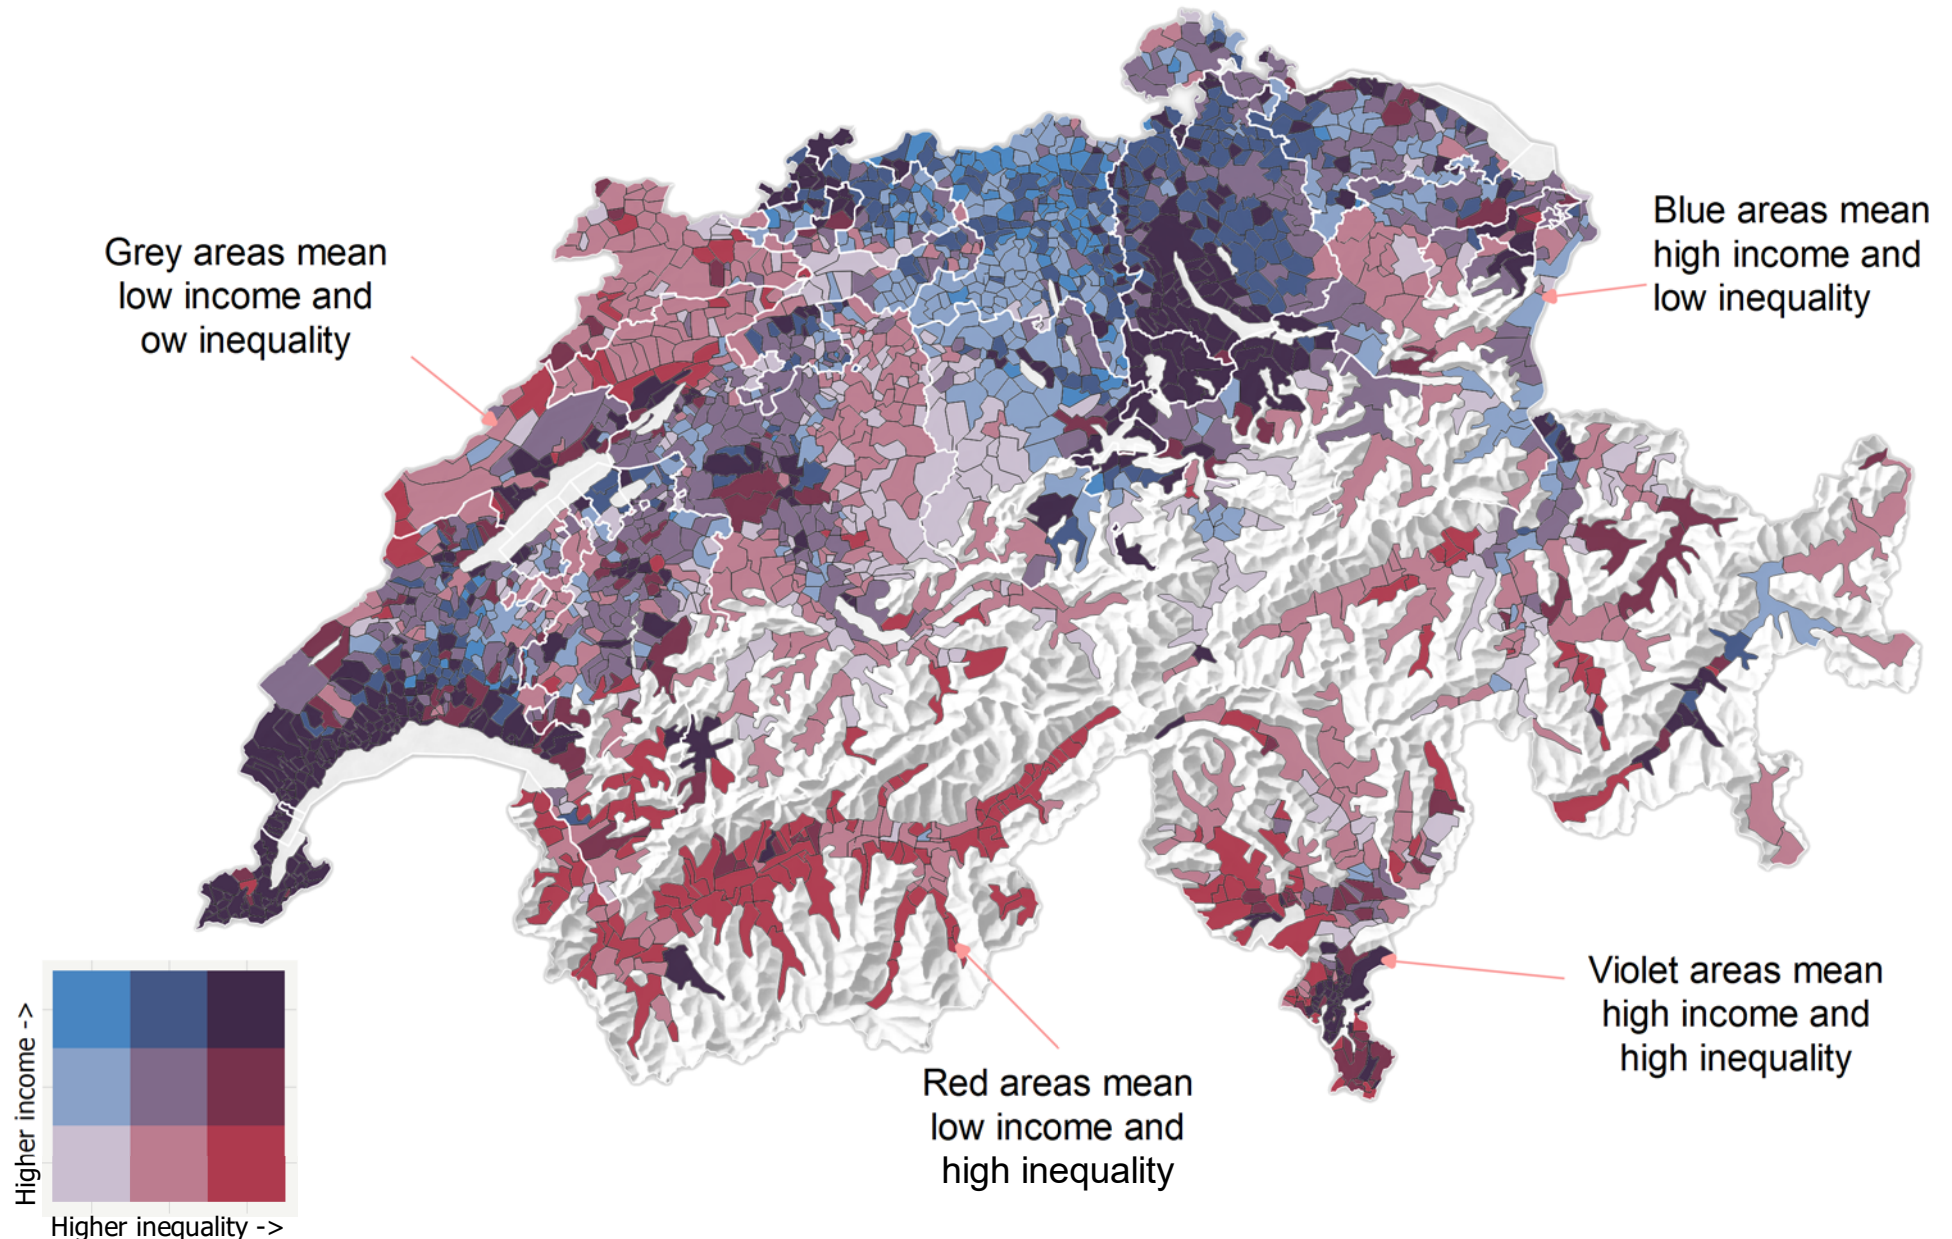 Grey areas mean
low income and
ow inequality
Blue areas mean
high income and
low inequality
Violet areas mean
high income and
high inequality
Red areas mean
low income and
high inequality
Higher income ->
Higher inequality ->